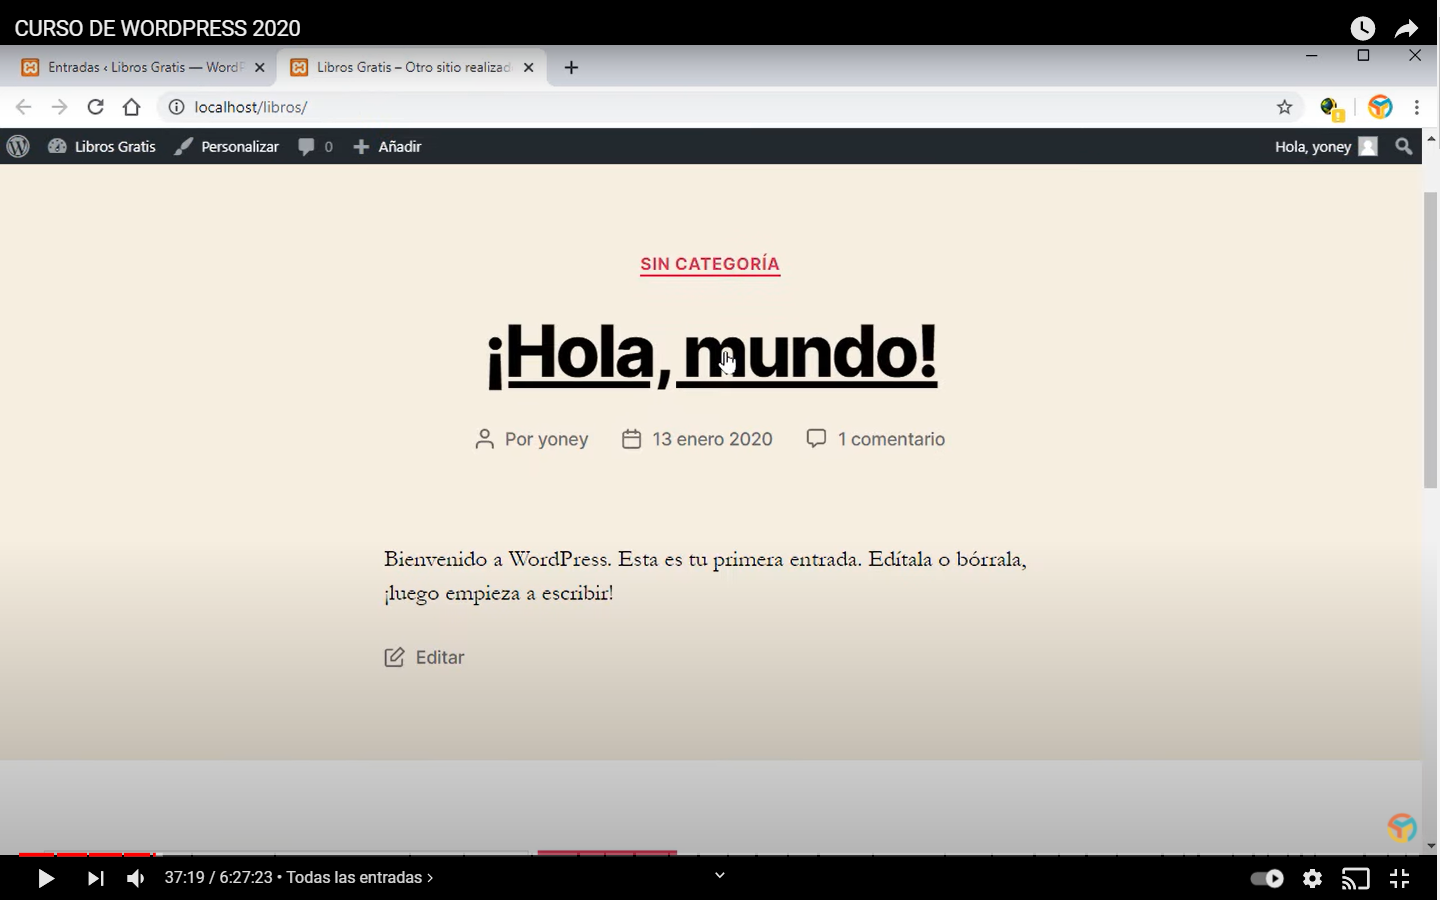 CURSO DE WORDPRESS 2020
Entradas ‹ Libros Gratis — WordP
Libros Gratis – Otro sitio realizad
localhost/libros/
Libros Gratis
Personalizar
0
Añadir
Hola, yoney
SIN CATEGORÍA
¡Hola, mundo!
Por yoney
13 enero 2020
1 comentario
Bienvenido a WordPress. Esta es tu primera entrada. Edítala o bórrala,
¡luego empieza a escribir!
Editar
37:19 / 6:27:23 • Todas las entradas ›